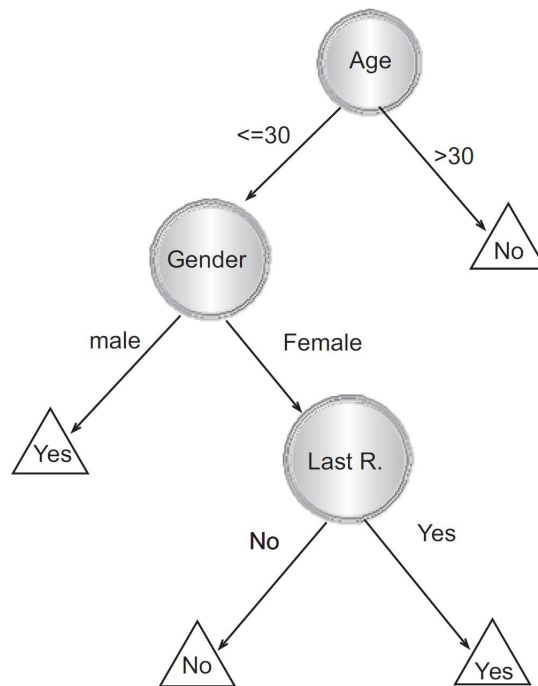 Age
<=30
>30
Gender
No
male
Female
Yes
Last R.
No
Yes
No
Yes